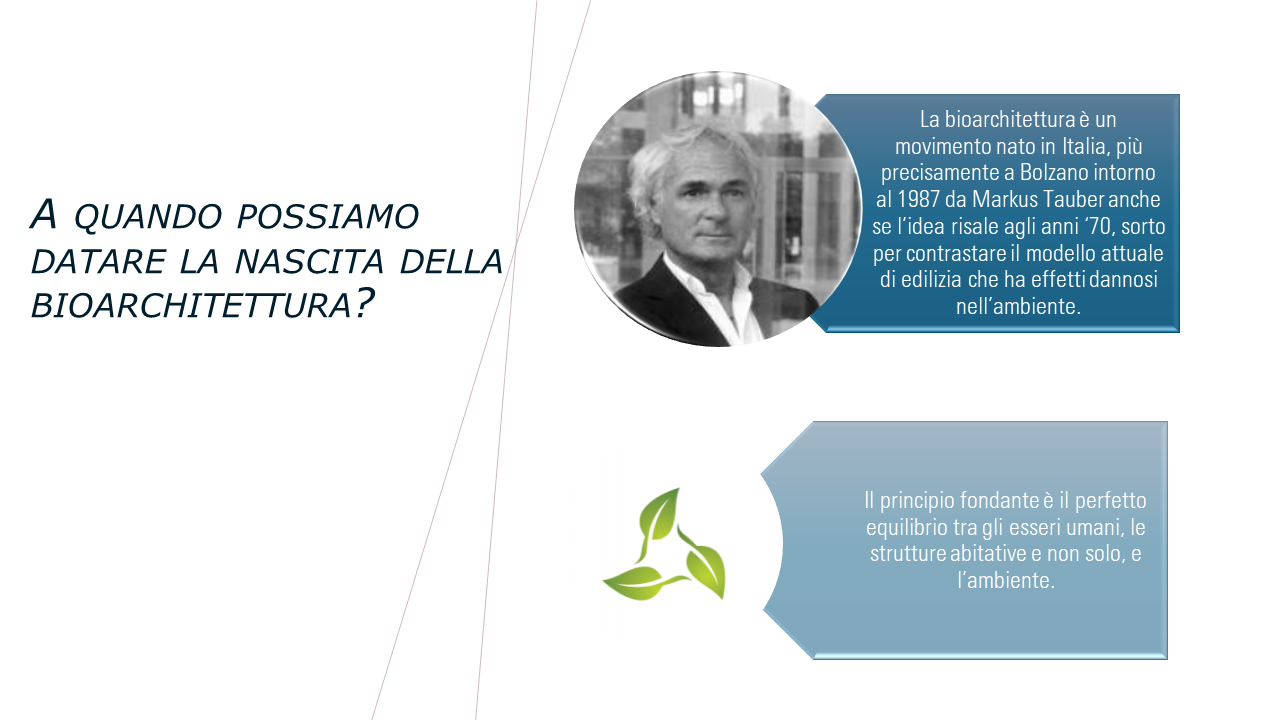 A QUANDO POSSIAMO
DATARE LA NASCITA DELLA
BIOARCHITETTURA?
La bioarchitettura è un
movimento nato in Italia, più
precisamente a Bolzano intorno
al 1987 da Markus Tauber anche
se l’idea risale agli anni ‘70, sorto
per contrastare il modello attuale
di edilizia che ha effetti dannosi
nell’ambiente.
Il principio fondante è il perfetto
equilibrio tra gli esseri umani, le
strutture abitative e non solo, e
l’ambiente.